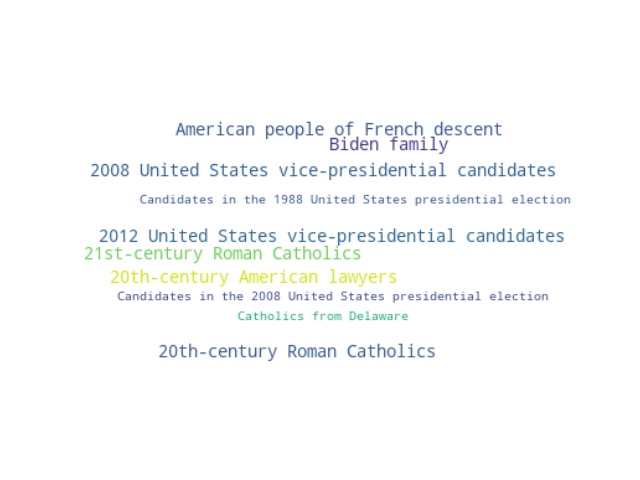 American people of French descent
Biden family
2008 United States vice-presidential candidates
Candidates in the 1988 United States presidential election
2012 United States vice-presidential candidates
21st-century Roman Catholics
20th-century American lawyers
Candidates in the 2008 United States presidential election
Catholics from Delaware
20th-century Roman Catholics